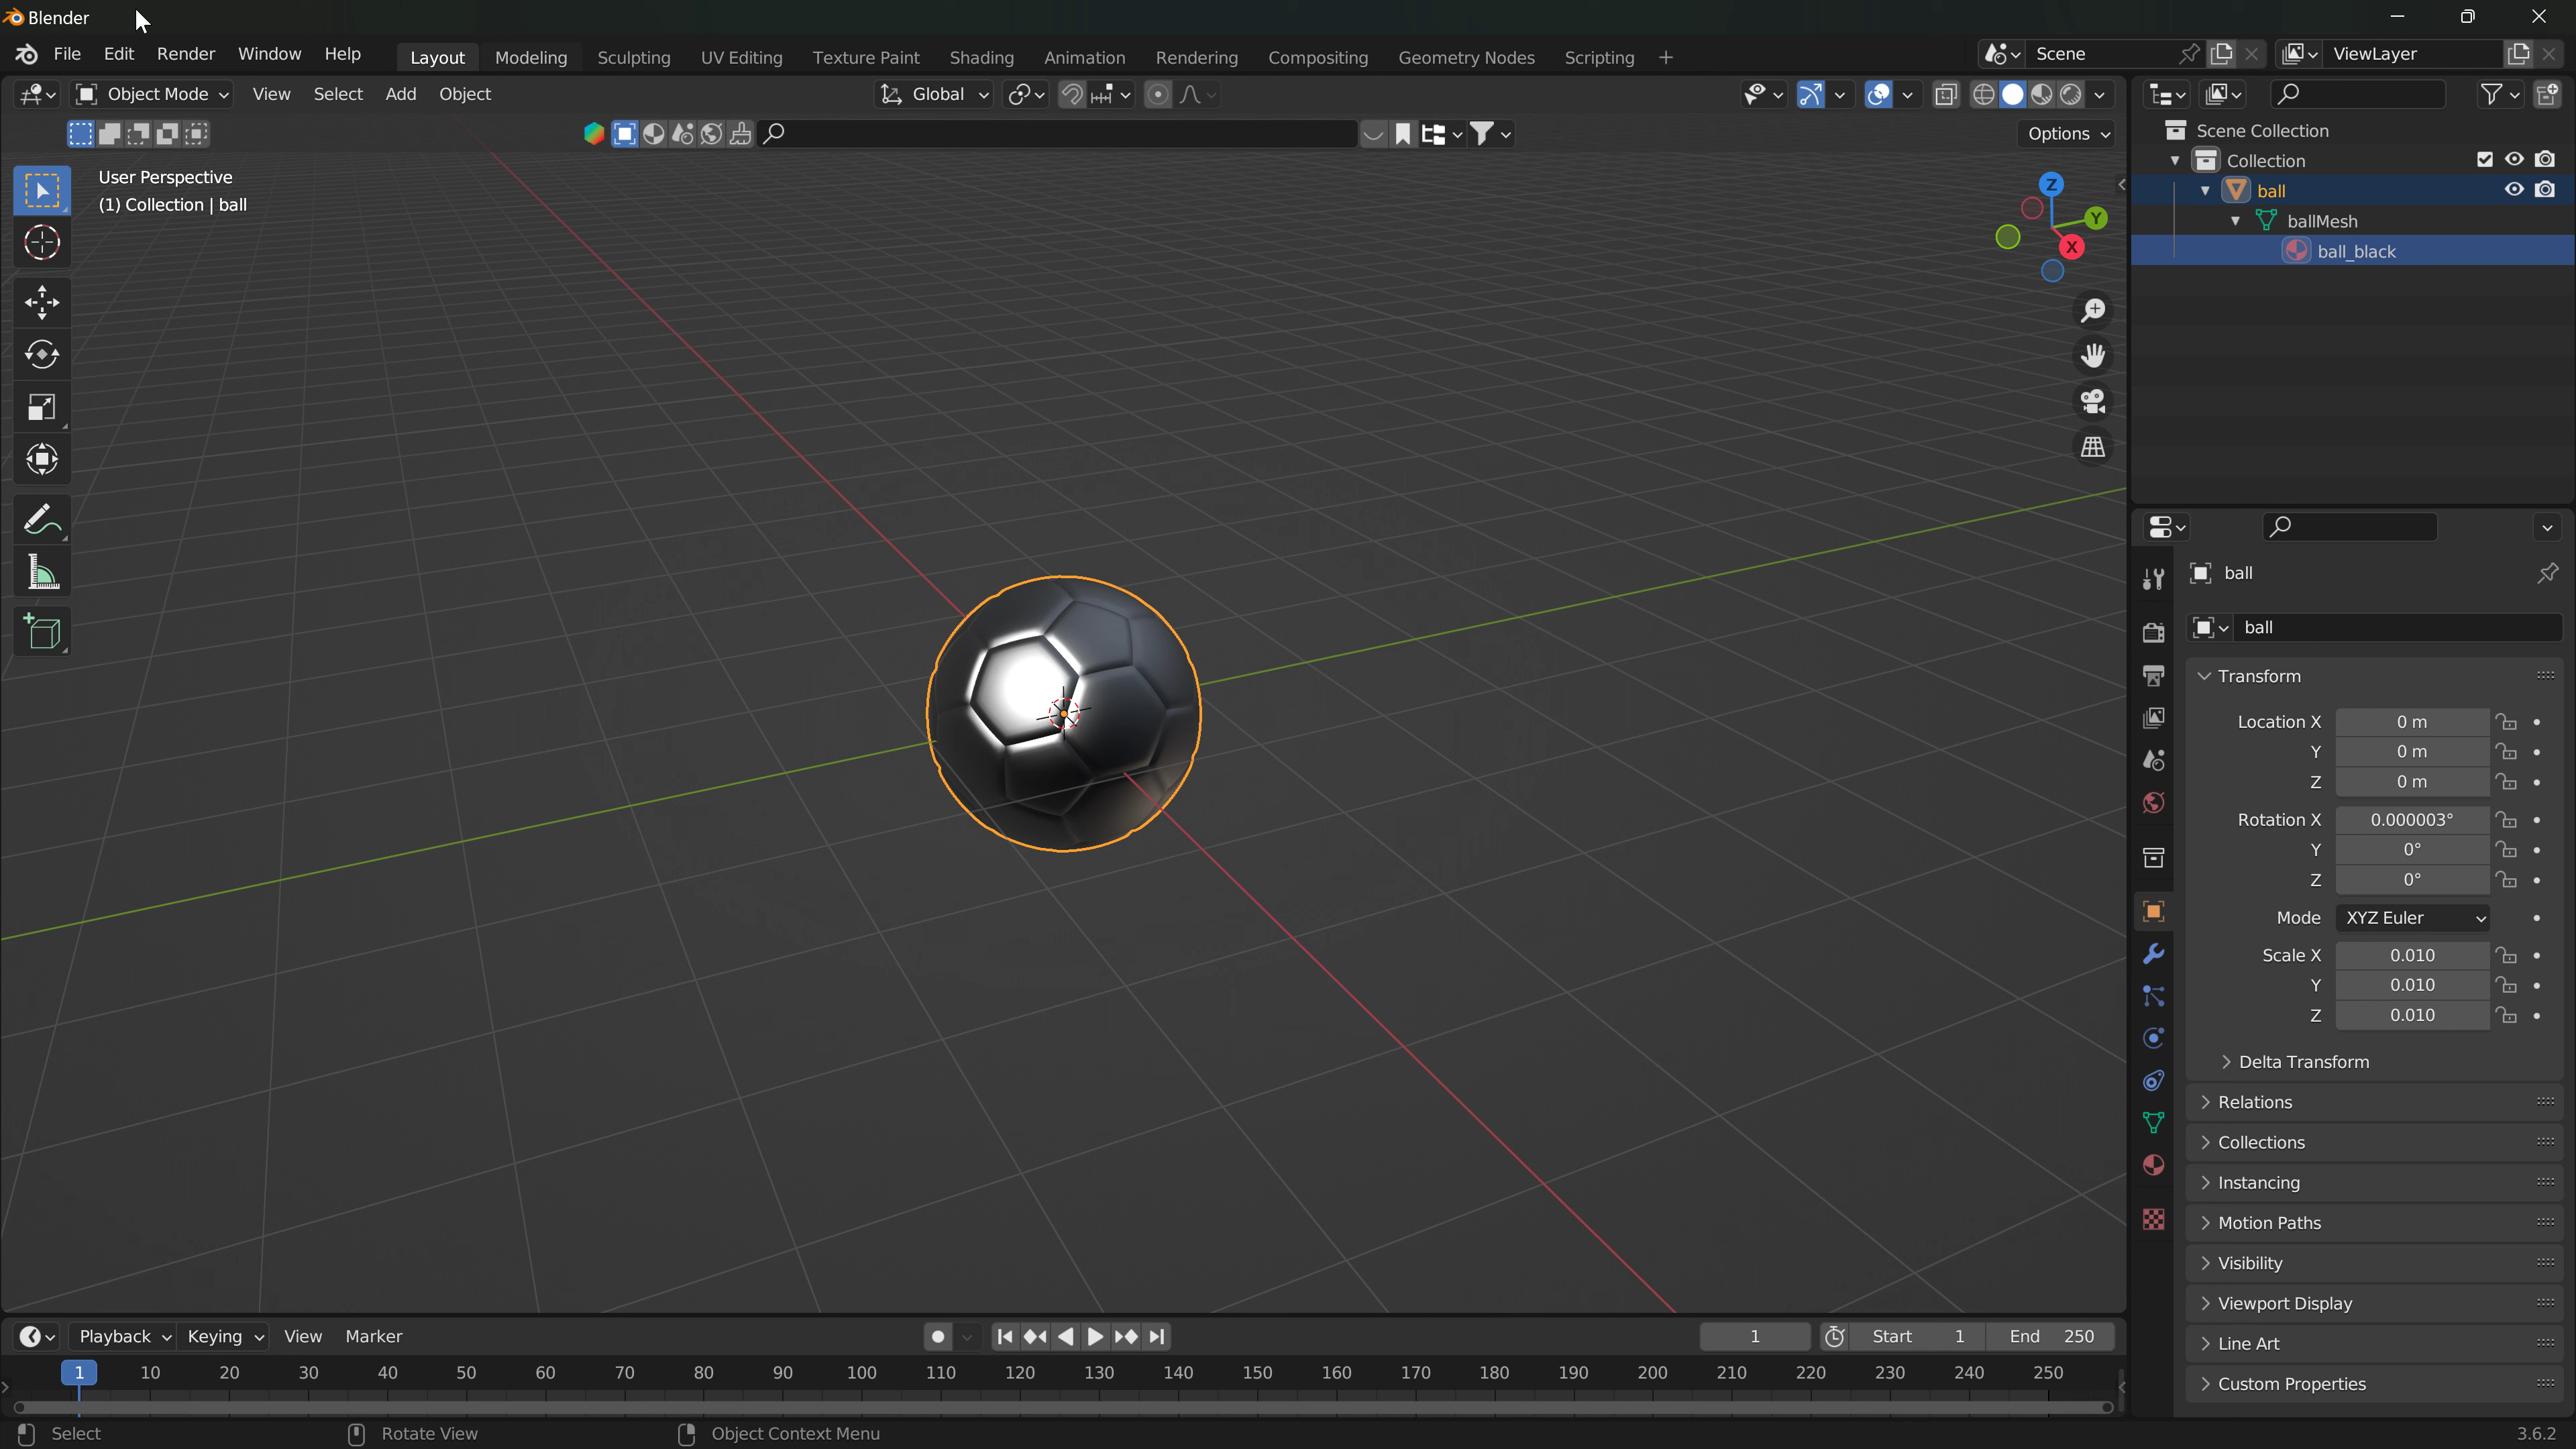 Blender
File Edit Render Window Help Layout Modeling Sculpting UV Editing Texture Paint Shading Animation Rendering Compositing Geometry Nodes Scripting + Scene ViewLayer
Object Mode View Select Add Object Global
Options
User Perspective
(1) Collection | ball
Z
Y
X
Scene Collection
Collection
ball
ballMesh
ball_black
ball
ball
Transform
Location X 0 m
Y 0 m
Z 0 m
Rotation X 0.000003°
Y 0°
Z 0°
Mode XYZ Euler
Scale X 0.010
Y 0.010
Z 0.010
Delta Transform
Relations
Collections
Instancing
Motion Paths
Visibility
Viewport Display
Line Art
Custom Properties
Playback Keying View Marker 1 Start 1 End 250
1 10 20 30 40 50 60 70 80 90 100 110 120 130 140 150 160 170 180 190 200 210 220 230 240 250
Select Rotate View Object Context Menu 3.6.2